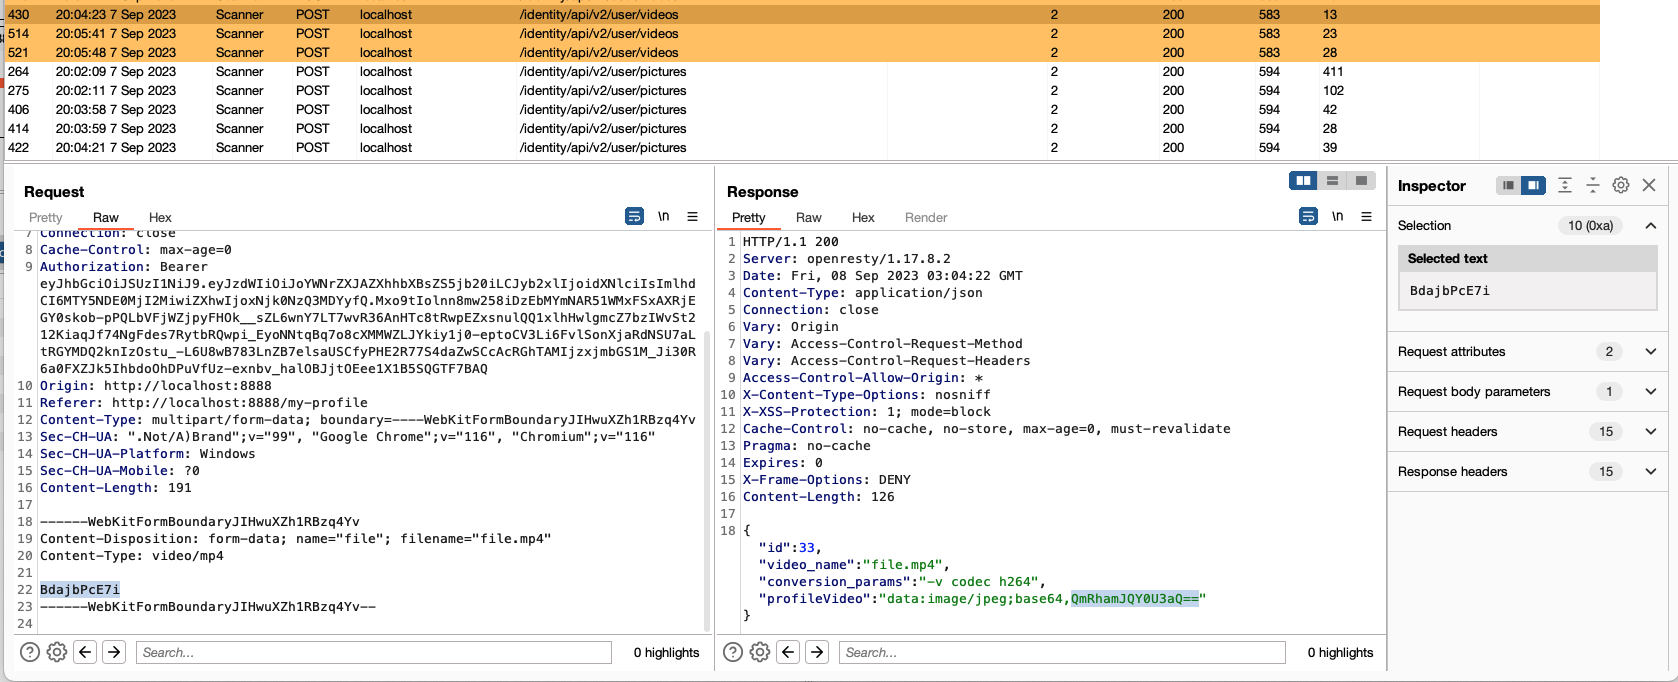 430 20:04:23 7 Sep 2023 Scanner POST localhost /identity/api/v2/user/videos 2 200 583 13
514 20:05:41 7 Sep 2023 Scanner POST localhost /identity/api/v2/user/videos 2 200 583 23
521 20:05:48 7 Sep 2023 Scanner POST localhost /identity/api/v2/user/videos 2 200 583 28
264 20:02:09 7 Sep 2023 Scanner POST localhost /identity/api/v2/user/pictures 2 200 594 411
275 20:02:11 7 Sep 2023 Scanner POST localhost /identity/api/v2/user/pictures 2 200 594 102
406 20:03:58 7 Sep 2023 Scanner POST localhost /identity/api/v2/user/pictures 2 200 594 42
414 20:03:59 7 Sep 2023 Scanner POST localhost /identity/api/v2/user/pictures 2 200 594 28
422 20:04:21 7 Sep 2023 Scanner POST localhost /identity/api/v2/user/pictures 2 200 594 39
Request
Pretty Raw Hex
\n
7 Connection: close
8 Cache-Control: max-age=0
9 Authorization: Bearer
eyJhbGciOiJSUzI1NiJ9.eyJzdWIiOiJoYWNrZXJAZXhhbXBsZS5jb20iLCJyb2xlIjoidXNlciIsImlhd
CI6MTY5NDE0MjI2MiwiZXhwIjoxNjk0NzQ3MDYyfQ.Mxo9tIolnn8mw258iDzEbMYmNAR51WMxFSxAXRjE
GY0skob-pPQLbVFjWZjpyFHOk__sZL6wnY7LT7wvR36AnHTc8tRwpEZxsnulQQ1xlhHwlgmcZ7bzIWvSt2
12KiaqJf74NgFdes7RytbRQwpi_EyoNNtqBq7o8cXMMWZLJYkiy1j0-eptoCV3Li6FvlSonXjaRdNSU7aL
tRGYMDQ2knIzOstu_-L6U8wB783LnZB7elsaUSCfyPHE2R77S4daZwSCcAcRGhTAMIjzxjmbGS1M_Ji30R
6a0FXZJk5IhbdoOhDPuVfUz-exnbv_halOBJjtOEee1X1B5SQGTF7BAQ
10 Origin: http://localhost:8888
11 Referer: http://localhost:8888/my-profile
12 Content-Type: multipart/form-data; boundary=----WebKitFormBoundaryJIHwuXZh1RBzq4Yv
13 Sec-CH-UA: ".Not/A)Brand";v="99", "Google Chrome";v="116", "Chromium";v="116"
14 Sec-CH-UA-Platform: Windows
15 Sec-CH-UA-Mobile: ?0
16 Content-Length: 191
17
18 ------WebKitFormBoundaryJIHwuXZh1RBzq4Yv
19 Content-Disposition: form-data; name="file"; filename="file.mp4"
20 Content-Type: video/mp4
21
22 BdajbPcE7i
23 ------WebKitFormBoundaryJIHwuXZh1RBzq4Yv--
24
Search... 0 highlights
Response
Pretty Raw Hex Render
\n
1 HTTP/1.1 200
2 Server: openresty/1.17.8.2
3 Date: Fri, 08 Sep 2023 03:04:22 GMT
4 Content-Type: application/json
5 Connection: close
6 Vary: Origin
7 Vary: Access-Control-Request-Method
8 Vary: Access-Control-Request-Headers
9 Access-Control-Allow-Origin: *
10 X-Content-Type-Options: nosniff
11 X-XSS-Protection: 1; mode=block
12 Cache-Control: no-cache, no-store, max-age=0, must-revalidate
13 Pragma: no-cache
14 Expires: 0
15 X-Frame-Options: DENY
16 Content-Length: 126
17
18 {
"id":33,
"video_name":"file.mp4",
"conversion_params":"-v codec h264",
"profileVideo":"data:image/jpeg;base64,QmRhamJQY0U3aQ=="
}
Search... 0 highlights
Inspector
Selection 10 (0xa)
Selected text
BdajbPcE7i
Request attributes 2
Request body parameters 1
Request headers 15
Response headers 15